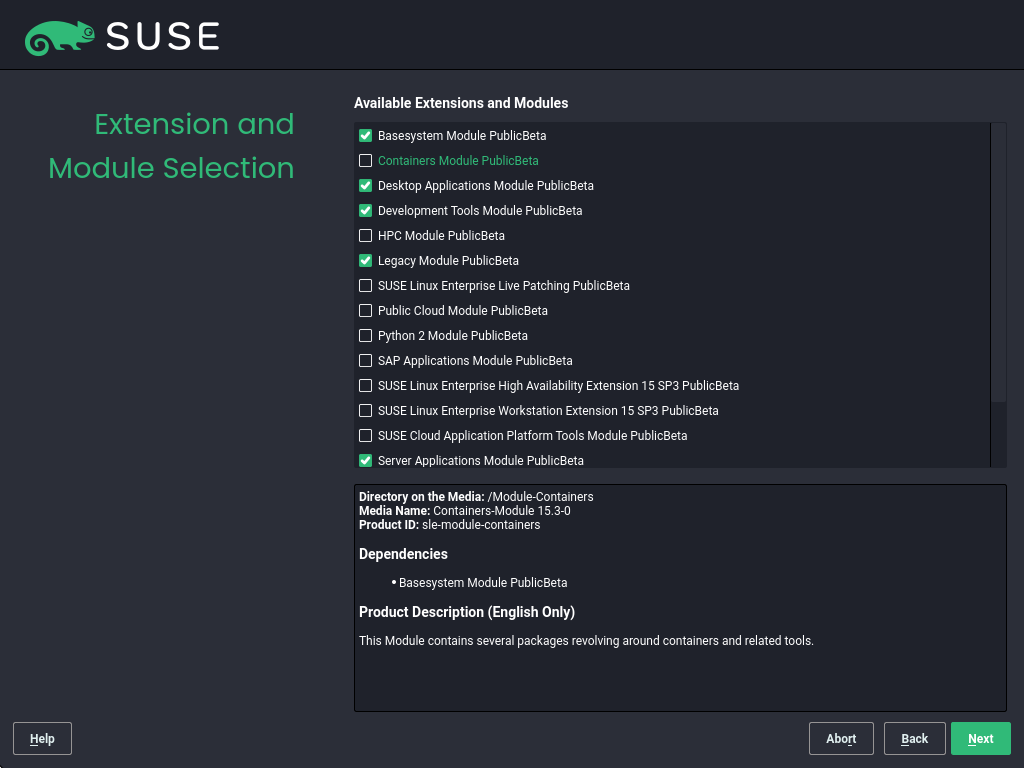 SUSE
Extension and
Module Selection
Available Extensions and Modules
Basesystem Module PublicBeta
Containers Module PublicBeta
Desktop Applications Module PublicBeta
Development Tools Module PublicBeta
HPC Module PublicBeta
Legacy Module PublicBeta
SUSE Linux Enterprise Live Patching PublicBeta
Public Cloud Module PublicBeta
Python 2 Module PublicBeta
SAP Applications Module PublicBeta
SUSE Linux Enterprise High Availability Extension 15 SP3 PublicBeta
SUSE Linux Enterprise Workstation Extension 15 SP3 PublicBeta
SUSE Cloud Application Platform Tools Module PublicBeta
Server Applications Module PublicBeta
Directory on the Media: /Module-Containers
Media Name: Containers-Module 15.3-0
Product ID: sle-module-containers
Dependencies
• Basesystem Module PublicBeta
Product Description (English Only)
This Module contains several packages revolving around containers and related tools.
Help Abort Back Next